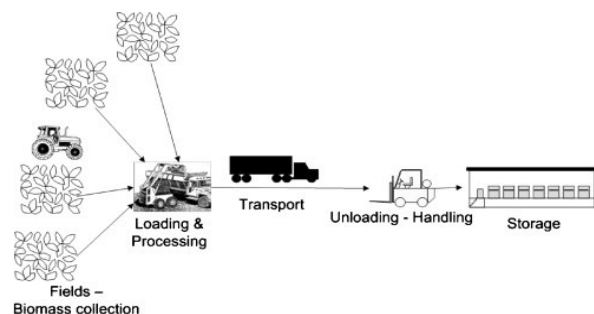 Loading &
Processing
Transport
Unloading - Handling
Storage
Fields –
Biomass collection